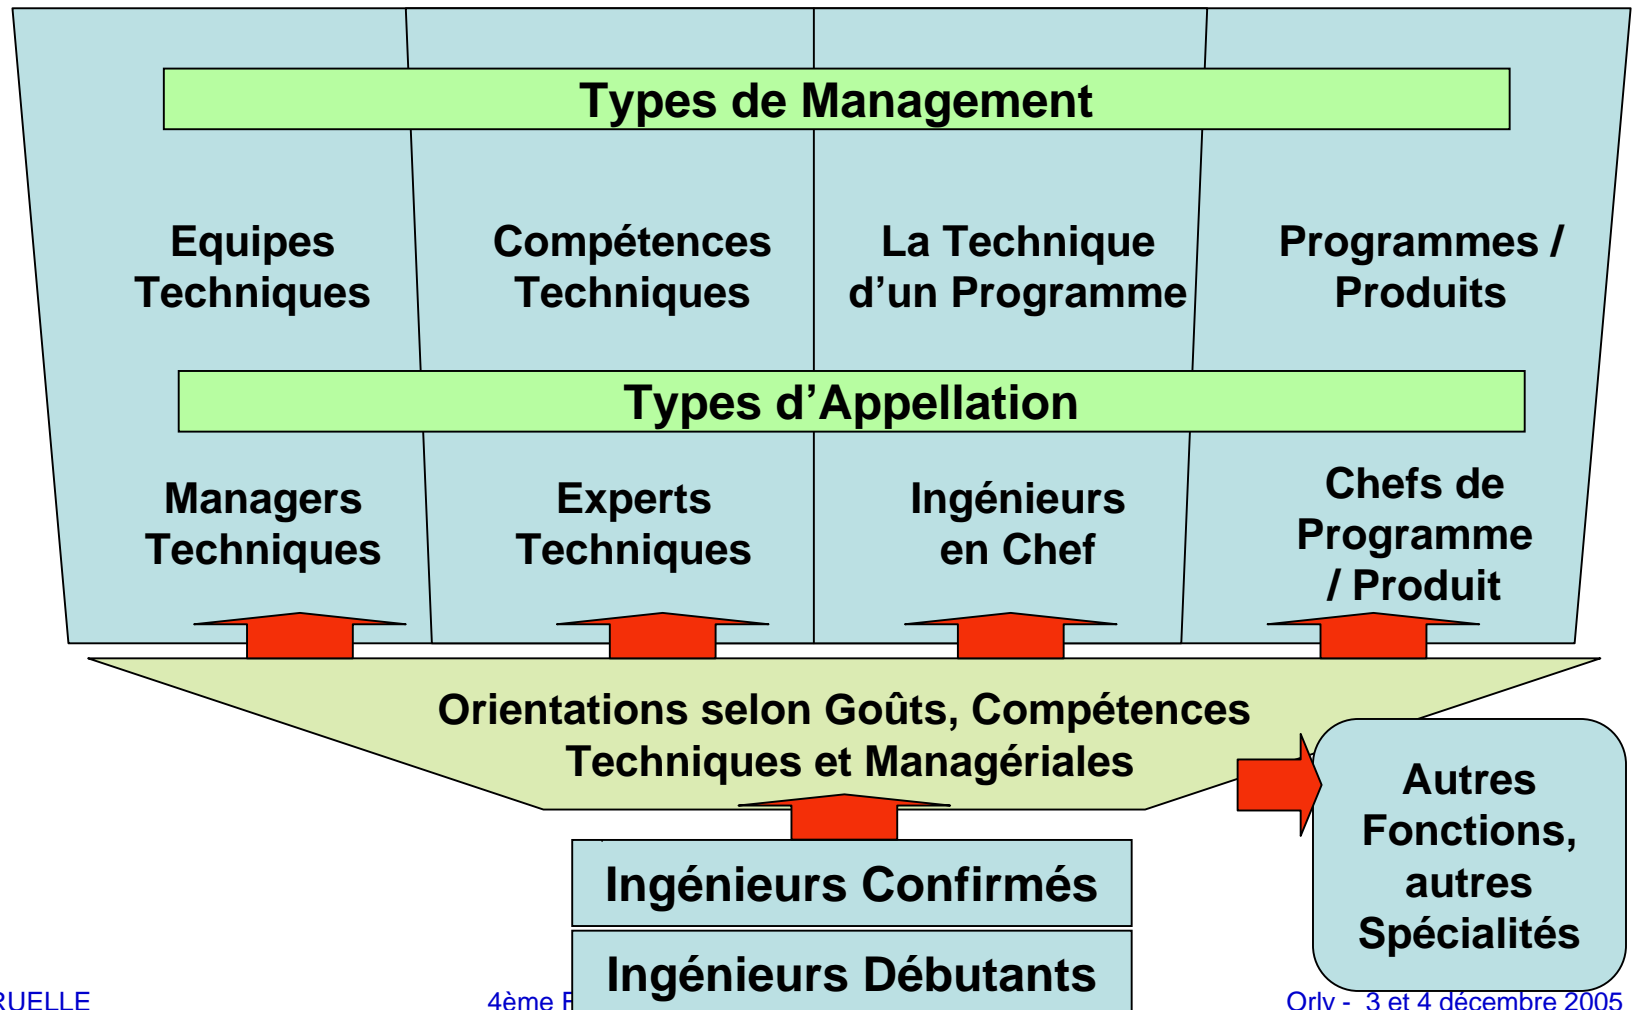 Types de Management
Equipes
Techniques
Compétences
Techniques
La Technique
d’un Programme
Programmes /
Produits
Types d’Appellation
Managers
Techniques
Experts
Techniques
Ingénieurs
en Chef
Chefs de
Programme
/ Produit
Orientations selon Goûts, Compétences
Techniques et Managériales
Autres
Fonctions,
autres
Spécialités
Ingénieurs Confirmés
Ingénieurs Débutants
RUELLE
4ème
Orly - 3 et 4 décembre 2005